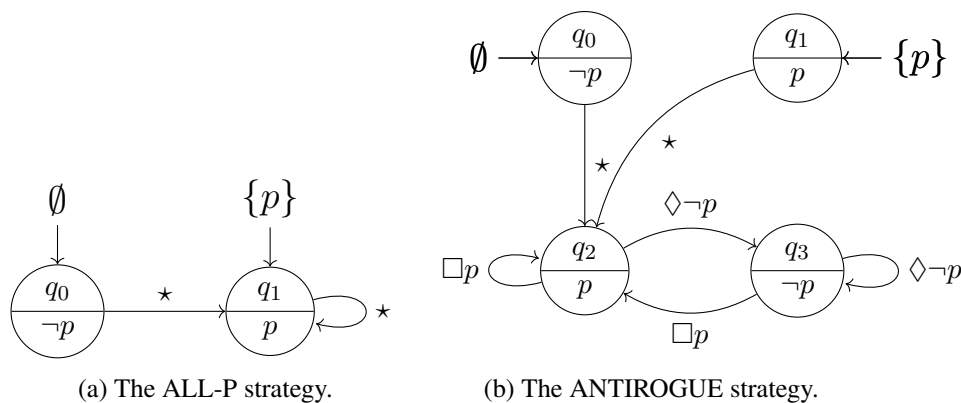 ∅
q₀
¬p
⋆
{p}
q₁
p
⋆
(a) The ALL-P strategy.
∅
q₀
¬p
q₁
p
{p}
⋆
⋆
◇¬p
□p
q₂
p
q₃
¬p
◇¬p
□p
(b) The ANTIROGUE strategy.